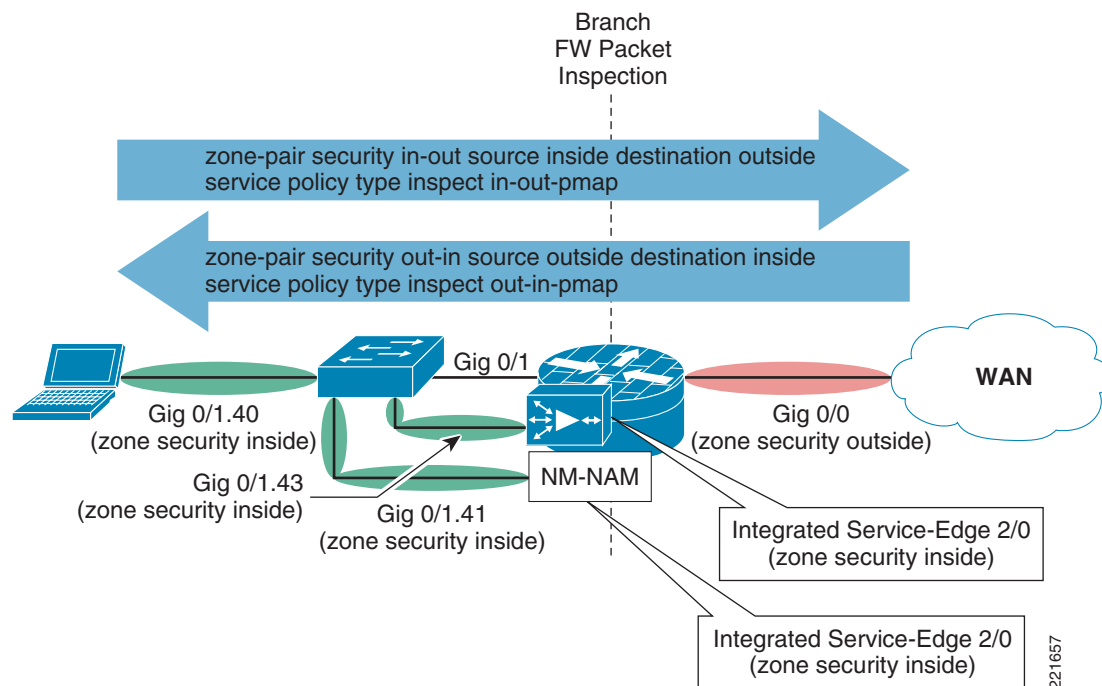 Branch
FW Packet
Inspection
zone-pair security in-out source inside destination outside
service policy type inspect in-out-pmap
zone-pair security out-in source outside destination inside
service policy type inspect out-in-pmap
Gig 0/1
WAN
Gig 0/1.40
(zone security inside)
Gig 0/0
(zone security outside)
Gig 0/1.43
(zone security inside)
NM-NAM
Gig 0/1.41
(zone security inside)
Integrated Service-Edge 2/0
(zone security inside)
Integrated Service-Edge 2/0
(zone security inside)
221657